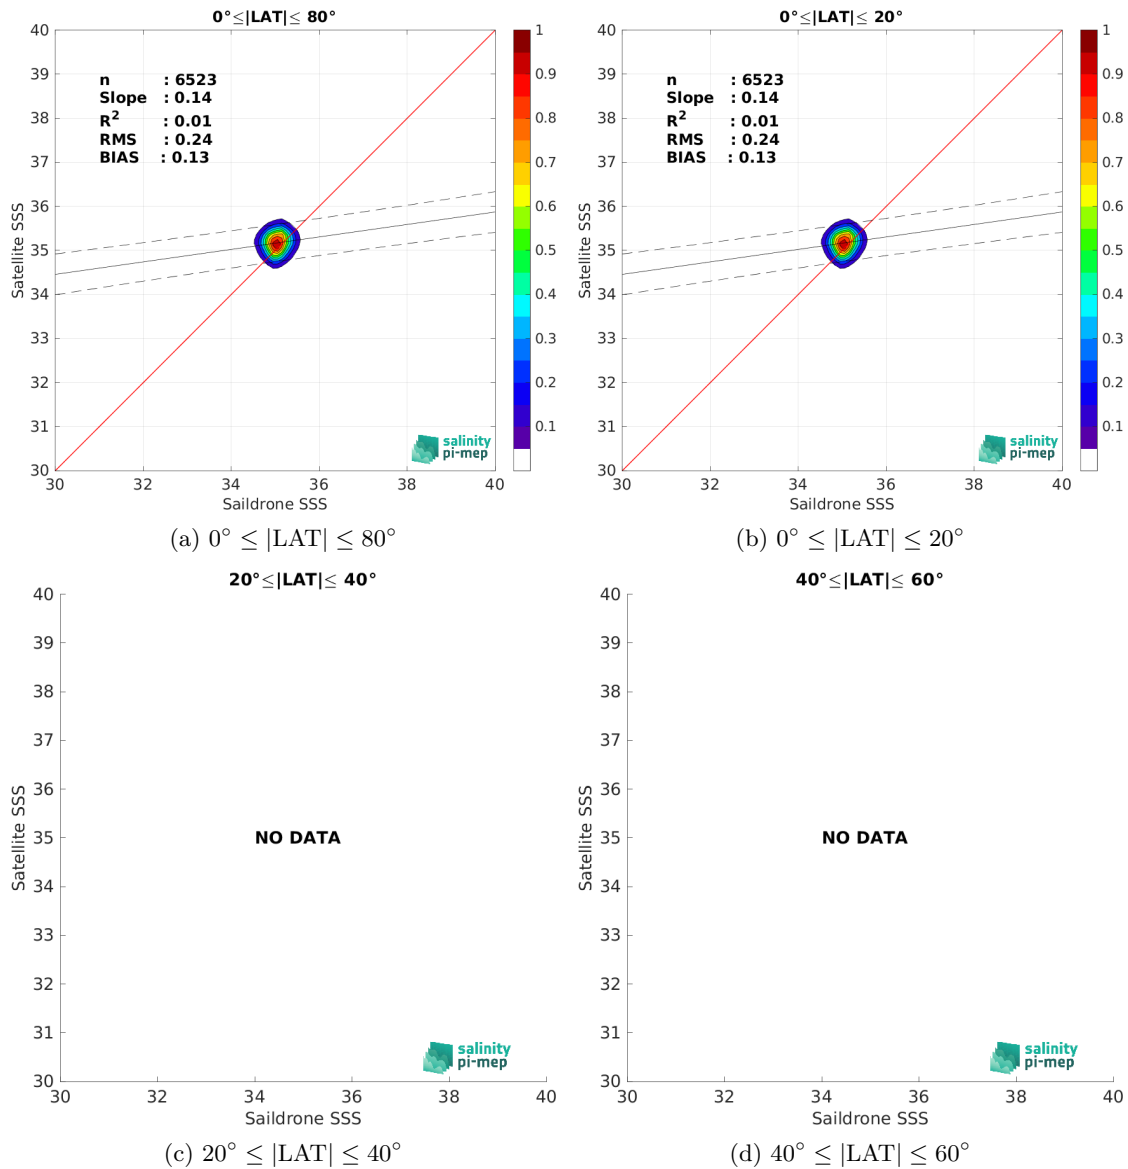 0°≤|LAT|≤ 80°
40
39
38
37
36
35
34
33
32
31
30
Satellite SSS
n : 6523
Slope : 0.14
R² : 0.01
RMS : 0.24
BIAS : 0.13
salinity
pi-mep
30 32 34 36 38 40
Saildrone SSS
1
0.9
0.8
0.7
0.6
0.5
0.4
0.3
0.2
0.1
(a) 0° ≤ |LAT| ≤ 80°
0°≤|LAT|≤ 20°
40
39
38
37
36
35
34
33
32
31
30
Satellite SSS
n : 6523
Slope : 0.14
R² : 0.01
RMS : 0.24
BIAS : 0.13
salinity
pi-mep
30 32 34 36 38 40
Saildrone SSS
1
0.9
0.8
0.7
0.6
0.5
0.4
0.3
0.2
0.1
(b) 0° ≤ |LAT| ≤ 20°
20°≤|LAT|≤ 40°
40
39
38
37
36
35
34
33
32
31
30
Satellite SSS
NO DATA
salinity
pi-mep
30 32 34 36 38 40
Saildrone SSS
(c) 20° ≤ |LAT| ≤ 40°
40°≤|LAT|≤ 60°
40
39
38
37
36
35
34
33
32
31
30
Satellite SSS
NO DATA
salinity
pi-mep
30 32 34 36 38 40
Saildrone SSS
(d) 40° ≤ |LAT| ≤ 60°